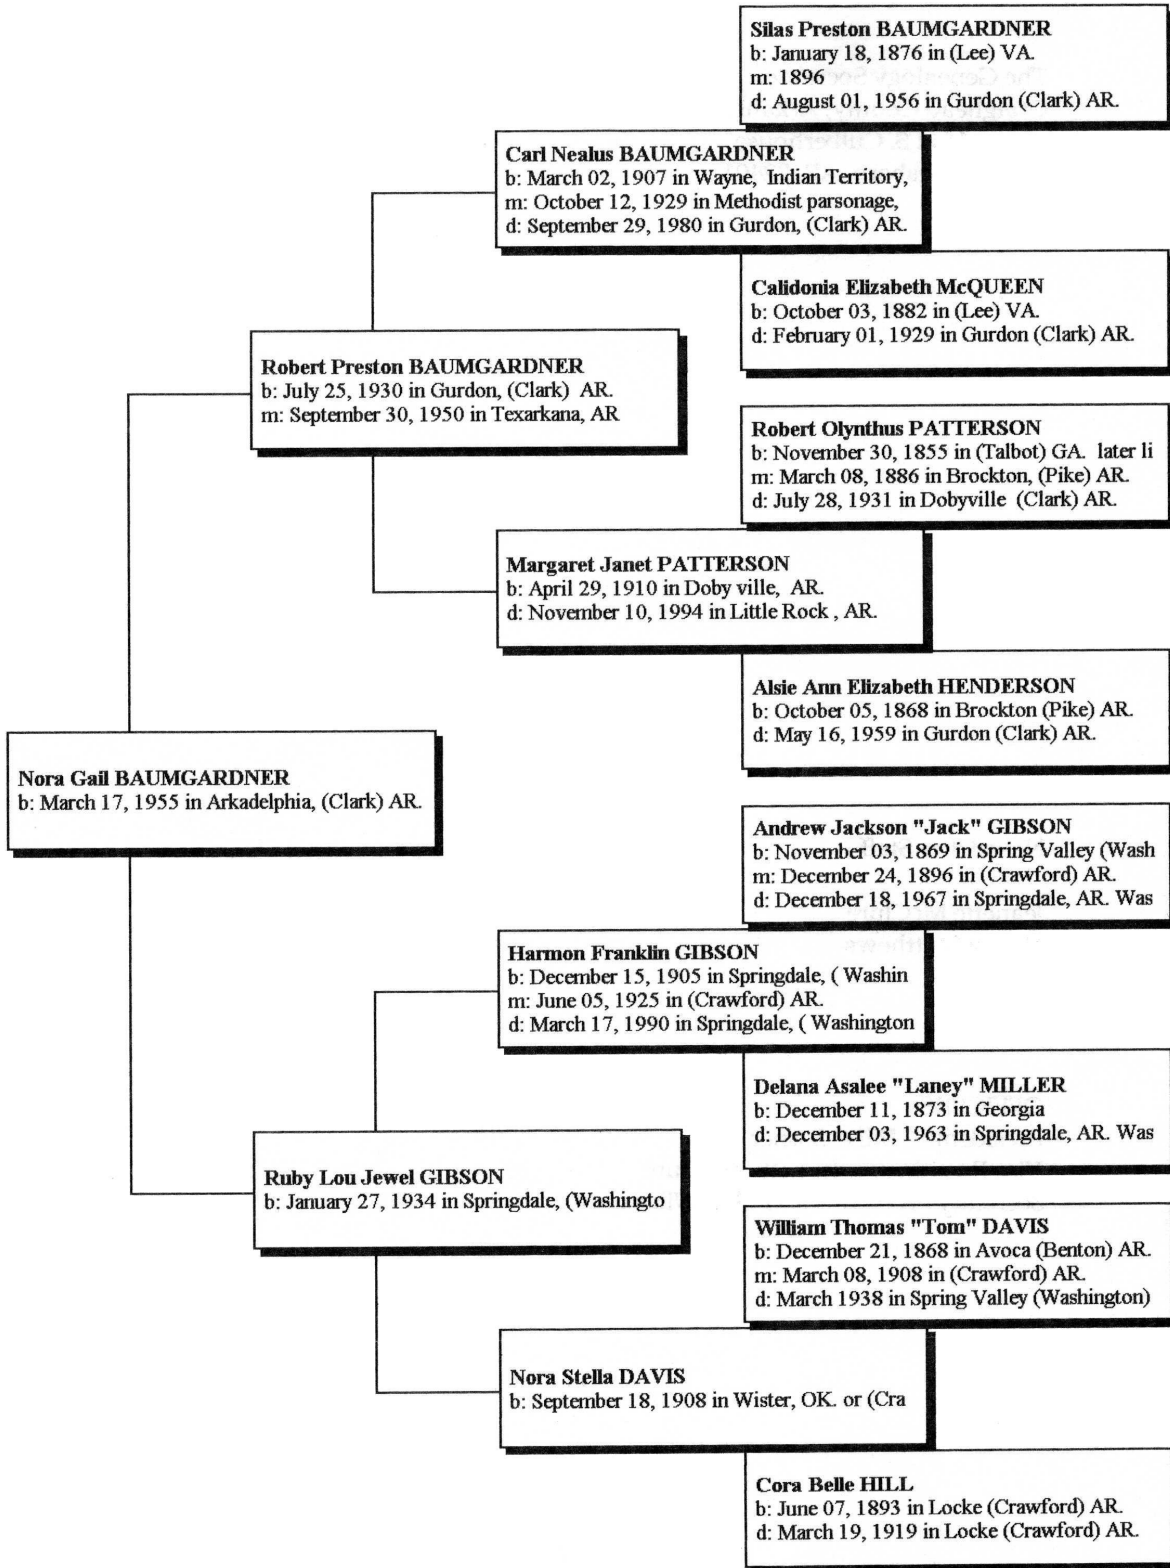 Silas Preston BAUMGARDNER
b: January 18, 1876 in (Lee) VA.
m: 1896
d: August 01, 1956 in Gurdon (Clark) AR.
Carl Nealus BAUMGARDNER
b: March 02, 1907 in Wayne, Indian Territory,
m: October 12, 1929 in Methodist parsonage,
d: September 29, 1980 in Gurdon, (Clark) AR.
Calidonia Elizabeth McQUEEN
b: October 03, 1882 in (Lee) VA.
d: February 01, 1929 in Gurdon (Clark) AR.
Robert Preston BAUMGARDNER
b: July 25, 1930 in Gurdon, (Clark) AR.
m: September 30, 1950 in Texarkana, AR
Robert Olynthus PATTERSON
b: November 30, 1855 in (Talbot) GA. later li
m: March 08, 1886 in Brockton, (Pike) AR.
d: July 28, 1931 in Dobyville (Clark) AR.
Margaret Janet PATTERSON
b: April 29, 1910 in Doby ville, AR.
d: November 10, 1994 in Little Rock , AR.
Alsie Ann Elizabeth HENDERSON
b: October 05, 1868 in Brockton (Pike) AR.
d: May 16, 1959 in Gurdon (Clark) AR.
Nora Gail BAUMGARDNER
b: March 17, 1955 in Arkadelphia, (Clark) AR.
Andrew Jackson "Jack" GIBSON
b: November 03, 1869 in Spring Valley (Wash
m: December 24, 1896 in (Crawford) AR.
d: December 18, 1967 in Springdale, AR. Was
Harmon Franklin GIBSON
b: December 15, 1905 in Springdale, ( Washin
m: June 05, 1925 in (Crawford) AR.
d: March 17, 1990 in Springdale, ( Washington
Delana Asalee "Laney" MILLER
b: December 11, 1873 in Georgia
d: December 03, 1963 in Springdale, AR. Was
Ruby Lou Jewel GIBSON
b: January 27, 1934 in Springdale, (Washingto
William Thomas "Tom" DAVIS
b: December 21, 1868 in Avoca (Benton) AR.
m: March 08, 1908 in (Crawford) AR.
d: March 1938 in Spring Valley (Washington)
Nora Stella DAVIS
b: September 18, 1908 in Wister, OK. or (Cra
Cora Belle HILL
b: June 07, 1893 in Locke (Crawford) AR.
d: March 19, 1919 in Locke (Crawford) AR.